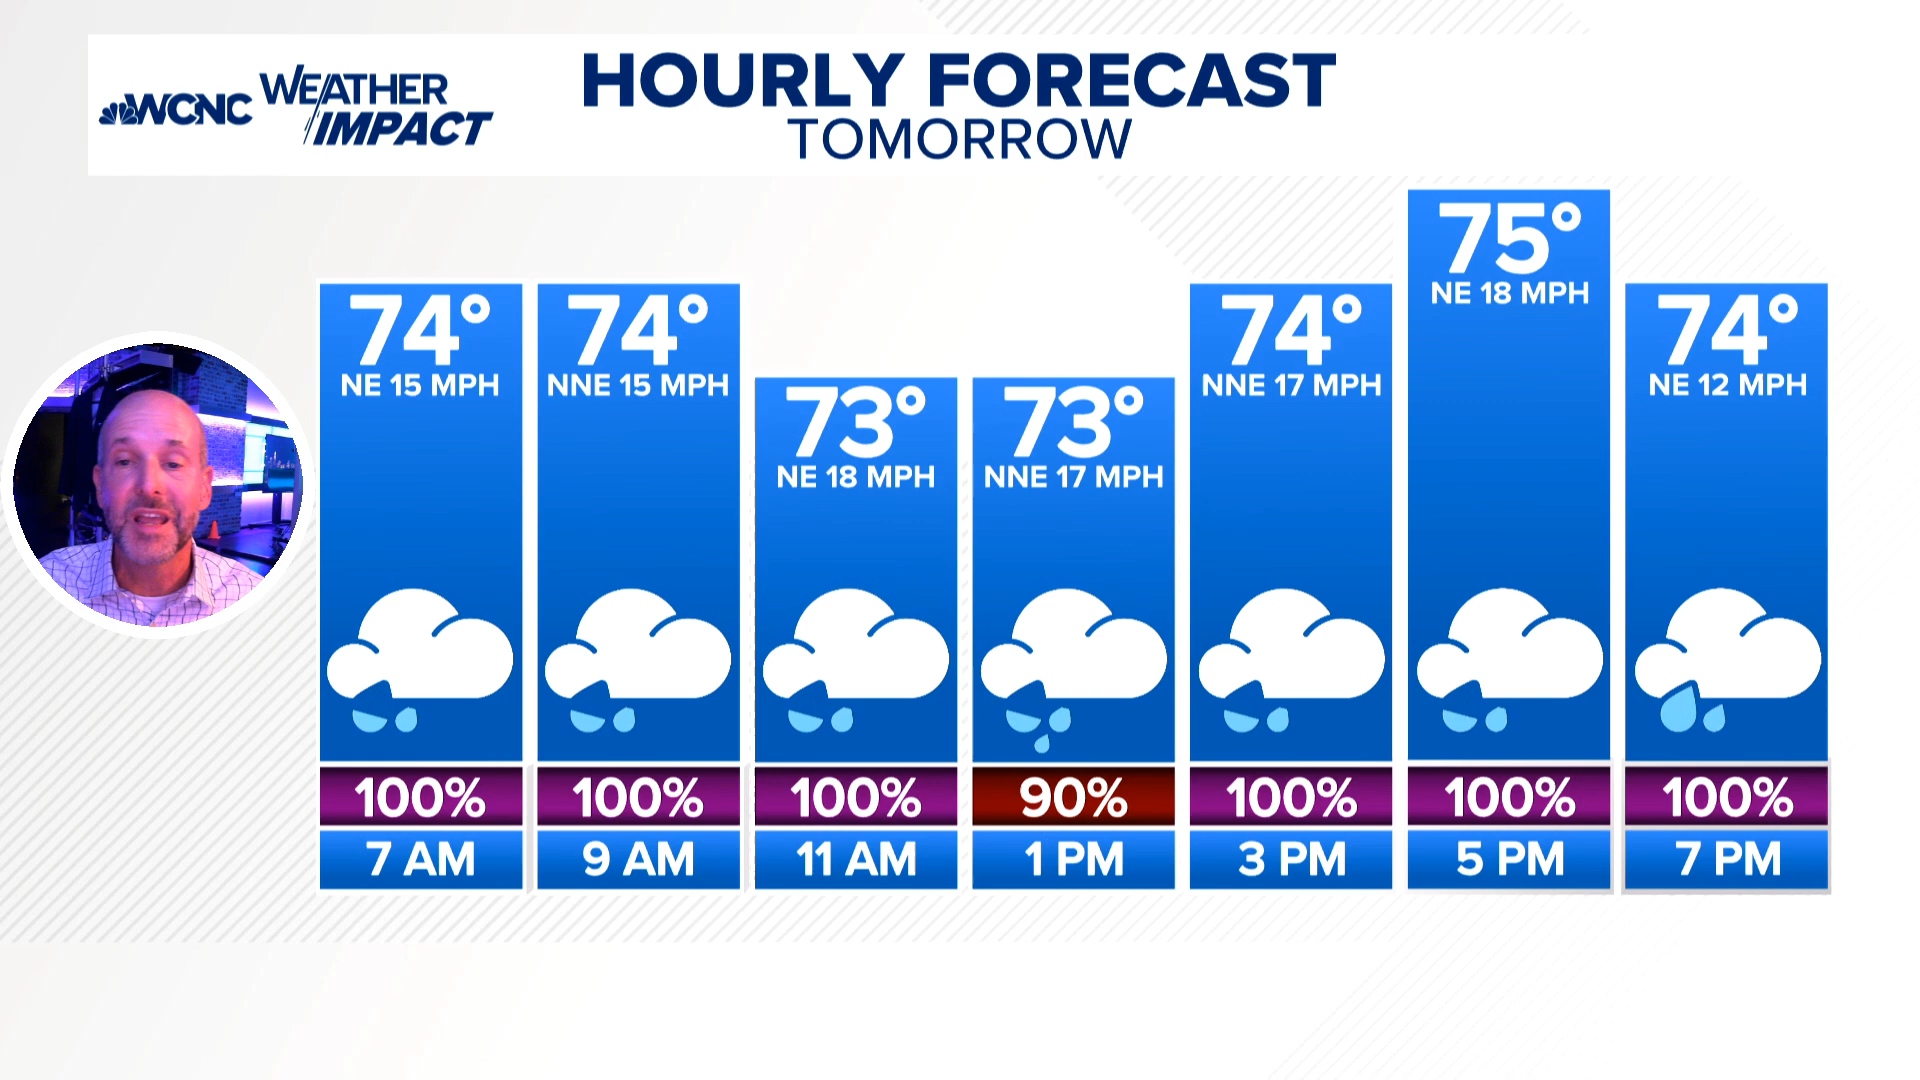 WCNC WEATHER IMPACT
HOURLY FORECAST
TOMORROW
74°
NE 15 MPH
100%
7 AM
74°
NNE 15 MPH
100%
9 AM
73°
NE 18 MPH
100%
11 AM
73°
NNE 17 MPH
90%
1 PM
74°
NNE 17 MPH
100%
3 PM
75°
NE 18 MPH
100%
5 PM
74°
NE 12 MPH
100%
7 PM